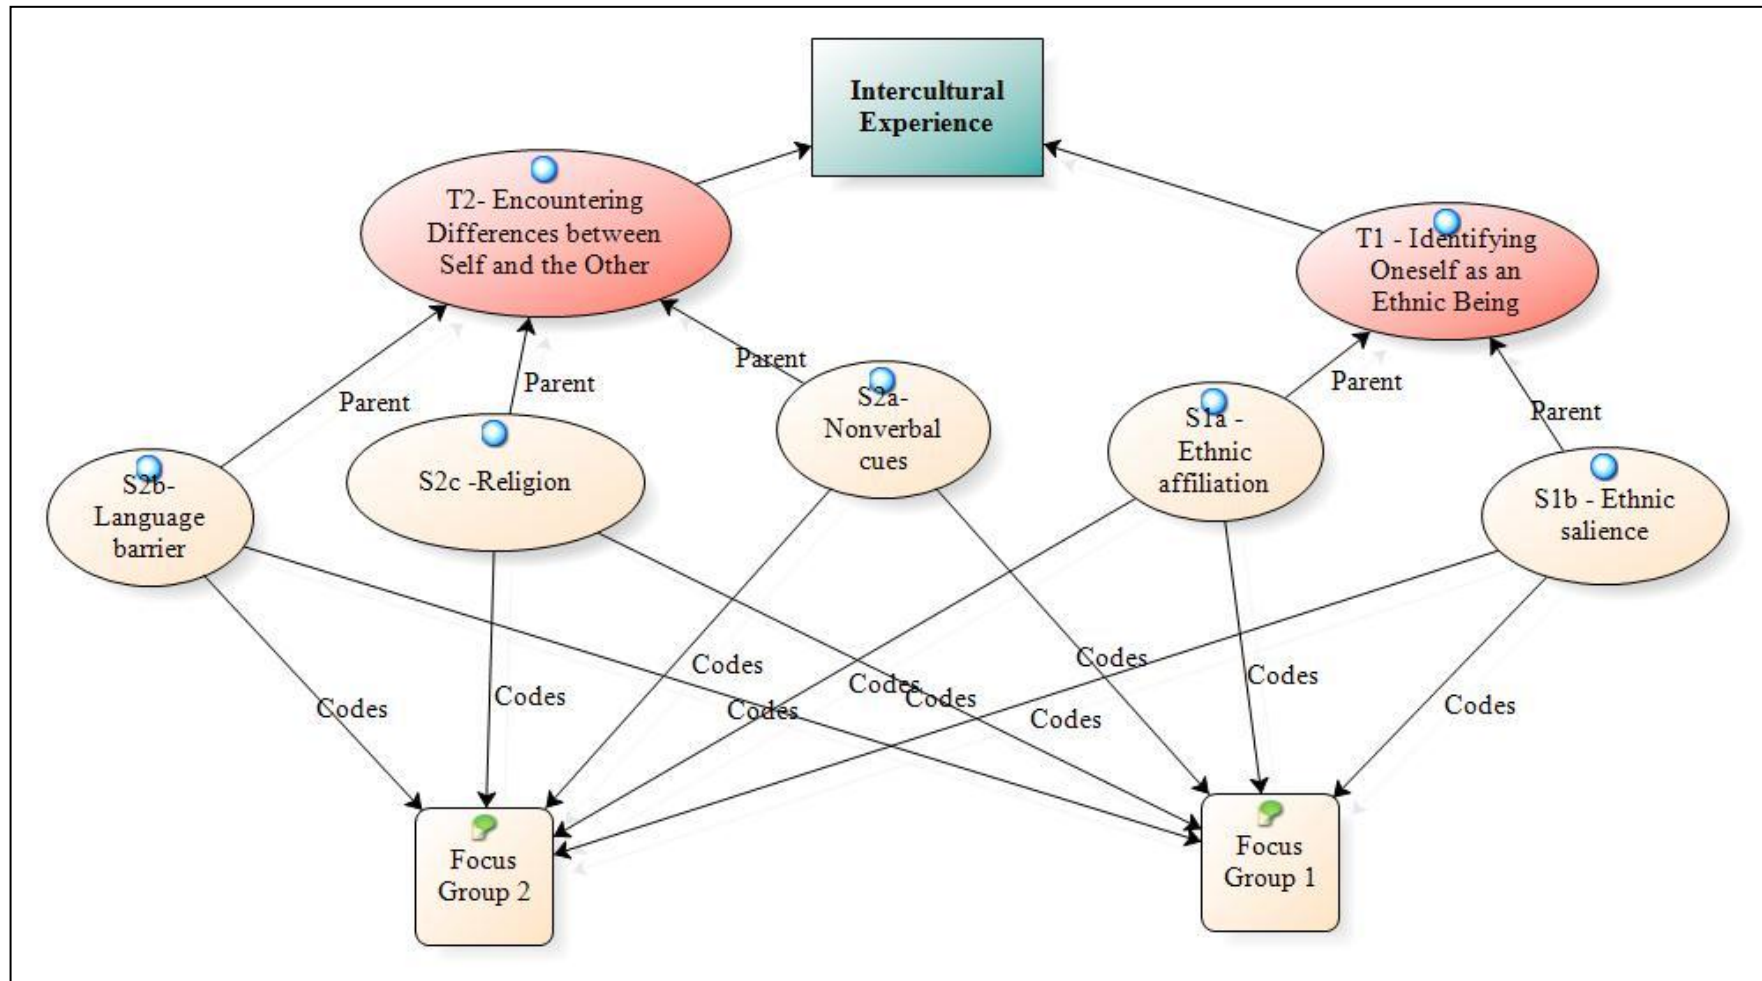 Intercultural
Experience
T2- Encountering
Differences between
Self and the Other
T1 - Identifying
Oneself as an
Ethnic Being
Parent
Parent
Parent
Parent
Parent
S2b-
Language
barrier
S2c -Religion
S2a-
Nonverbal
cues
S1a -
Ethnic
affiliation
S1b - Ethnic
salience
Codes
Codes
Codes
Codes
Codes
Codes
Codes
Codes
Codes
Codes
Focus
Group 2
Focus
Group 1